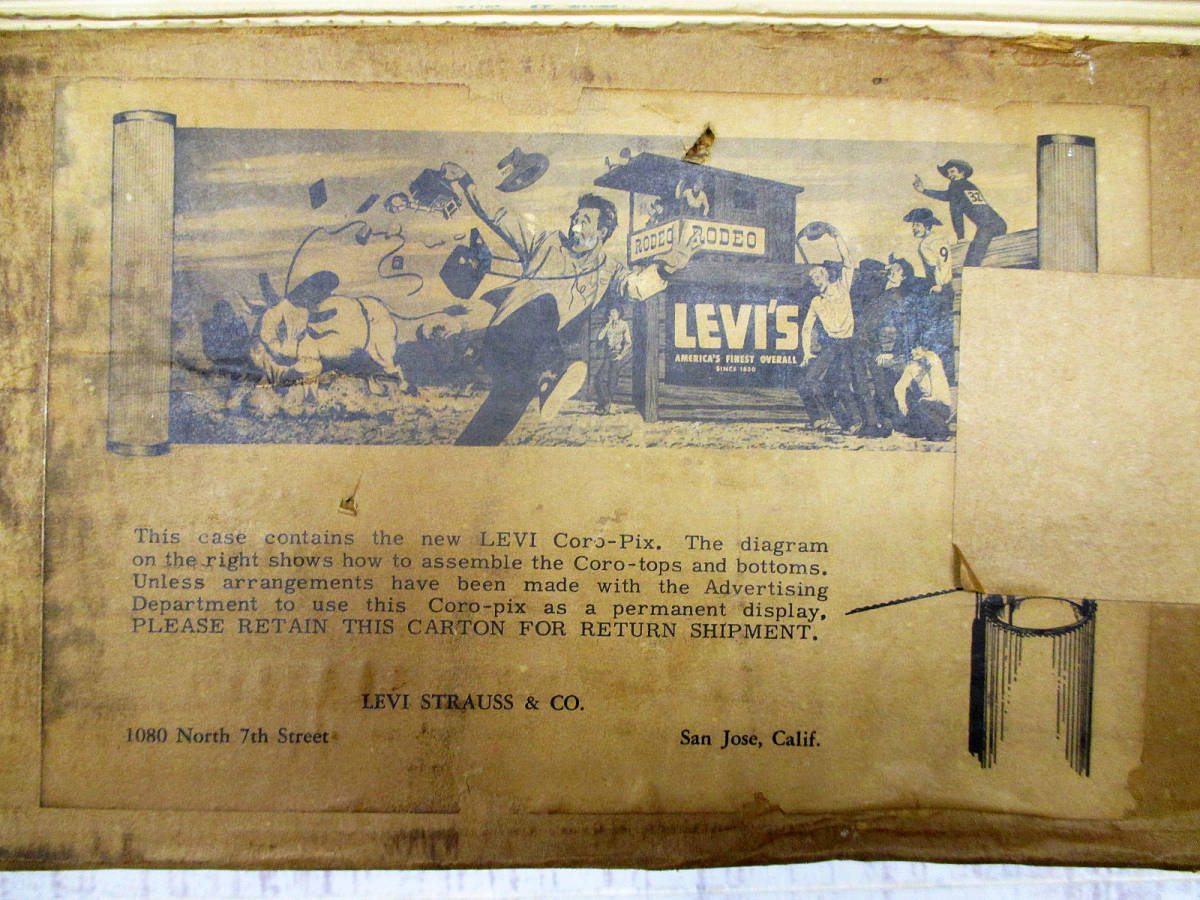 RODEO RODEO
32
9
LEVI'S
AMERICA'S FINEST OVERALL
SINCE 1850
This case contains the new LEVI Coro-Pix. The diagram
on the right shows how to assemble the Coro-tops and bottoms.
Unless arrangements have been made with the Advertising
Department to use this Coro-pix as a permanent display,
PLEASE RETAIN THIS CARTON FOR RETURN SHIPMENT.
LEVI STRAUSS & CO.
1080 North 7th Street San Jose, Calif.